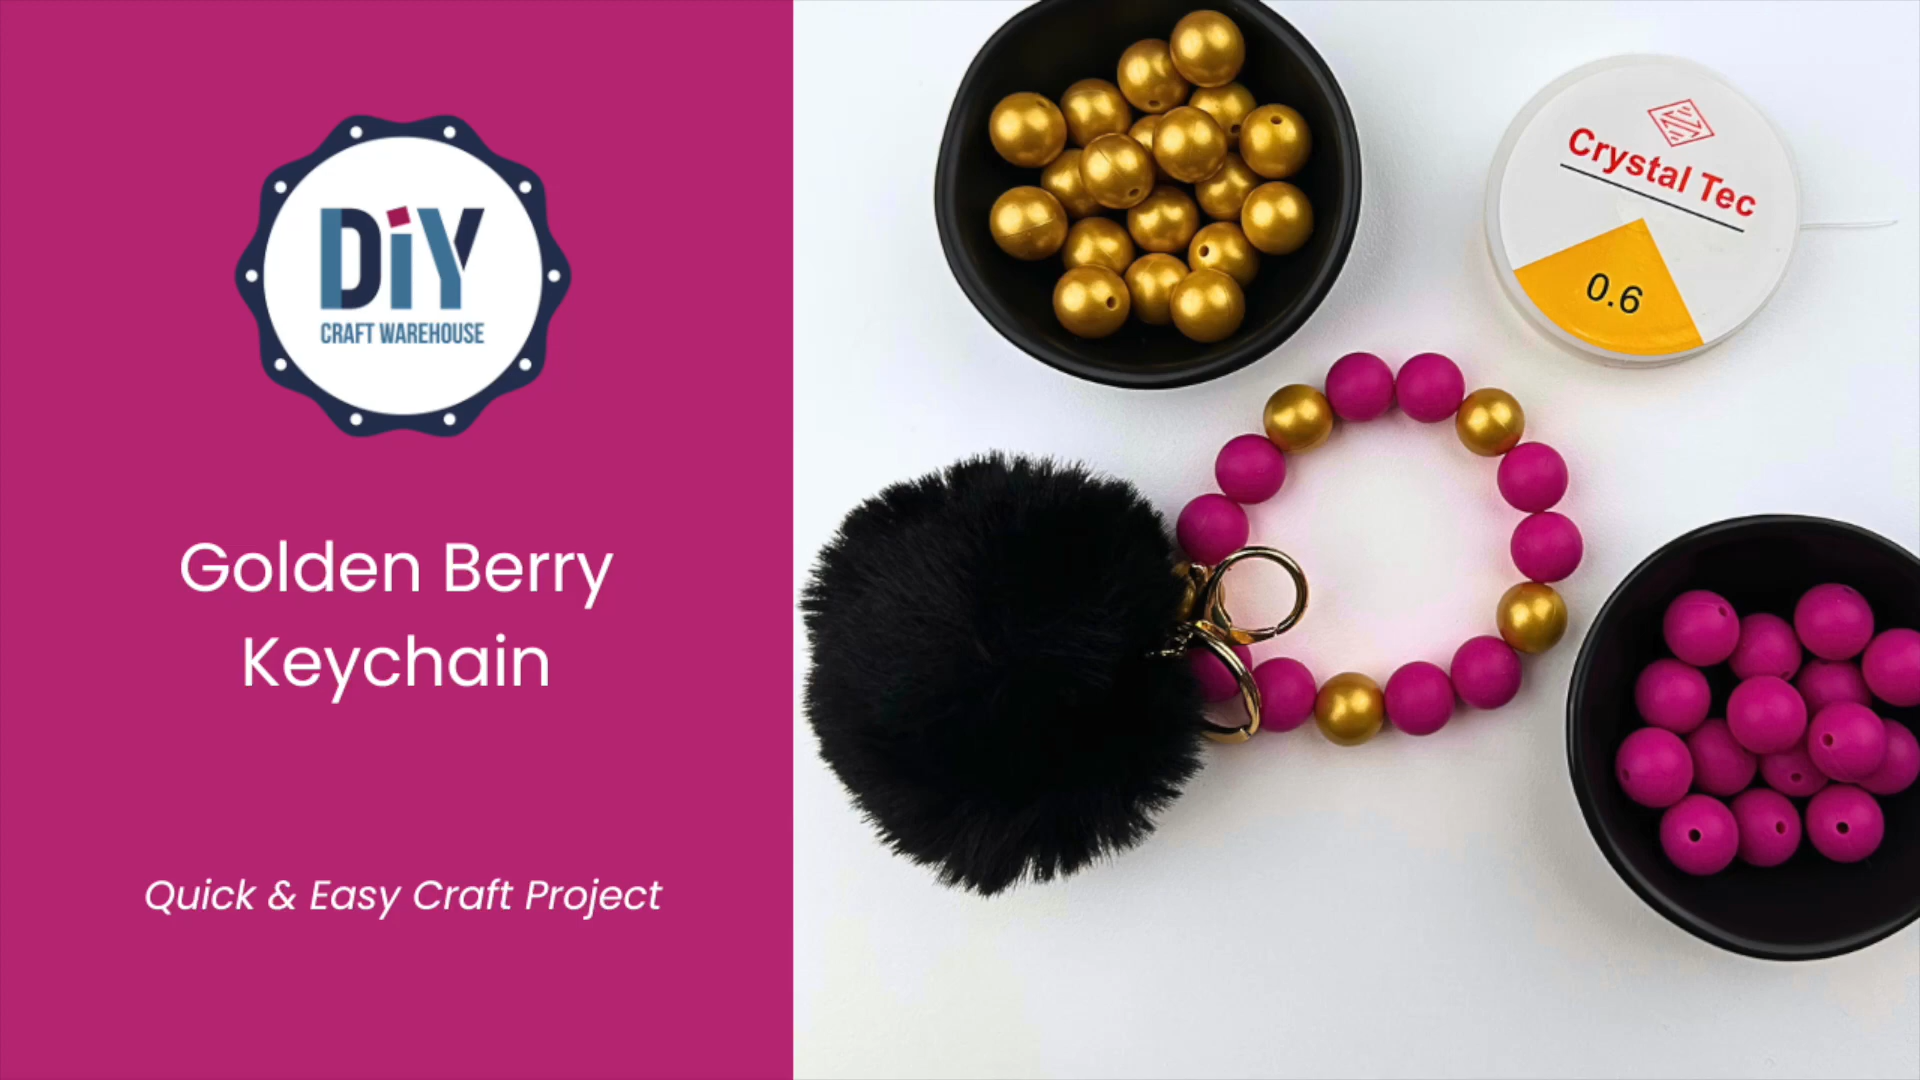 DiY
CRAFT WAREHOUSE
Golden Berry
Keychain
Quick & Easy Craft Project
Crystal Tec
0.6